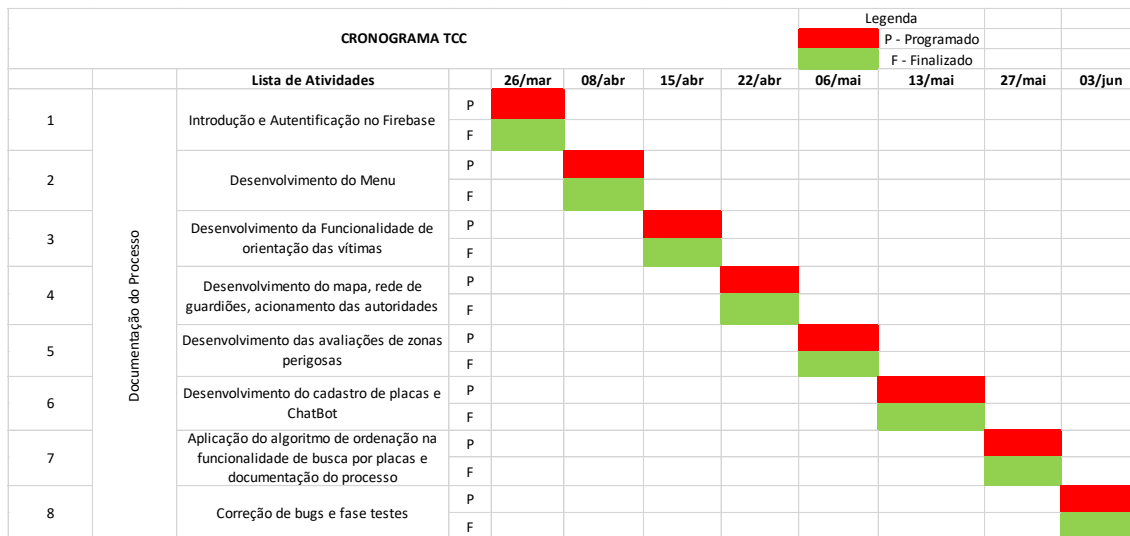 Legenda
CRONOGRAMA TCC
P - Programado
F - Finalizado
Lista de Atividades 26/mar 08/abr 15/abr 22/abr 06/mai 13/mai 27/mai 03/jun
Documentação do Processo
1 Introdução e Autentificação no Firebase P
F
2 Desenvolvimento do Menu P
F
3 Desenvolvimento da Funcionalidade de P
orientação das vítimas F
4 Desenvolvimento do mapa, rede de P
guardiões, acionamento das autoridades F
5 Desenvolvimento das avaliações de zonas P
perigosas F
6 Desenvolvimento do cadastro de placas e P
ChatBot F
7 Aplicação do algoritmo de ordenação na P
funcionalidade de busca por placas e
documentação do processo F
8 Correção de bugs e fase testes P
F